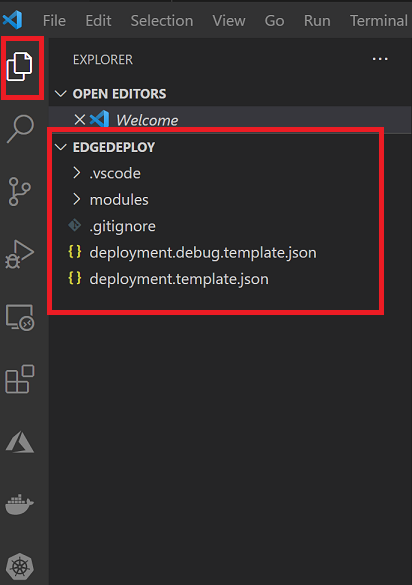 File Edit Selection View Go Run Terminal
EXPLORER ...
OPEN EDITORS
Welcome
EDGEDEPLOY
.vscode
modules
.gitignore
{ } deployment.debug.template.json
{ } deployment.template.json